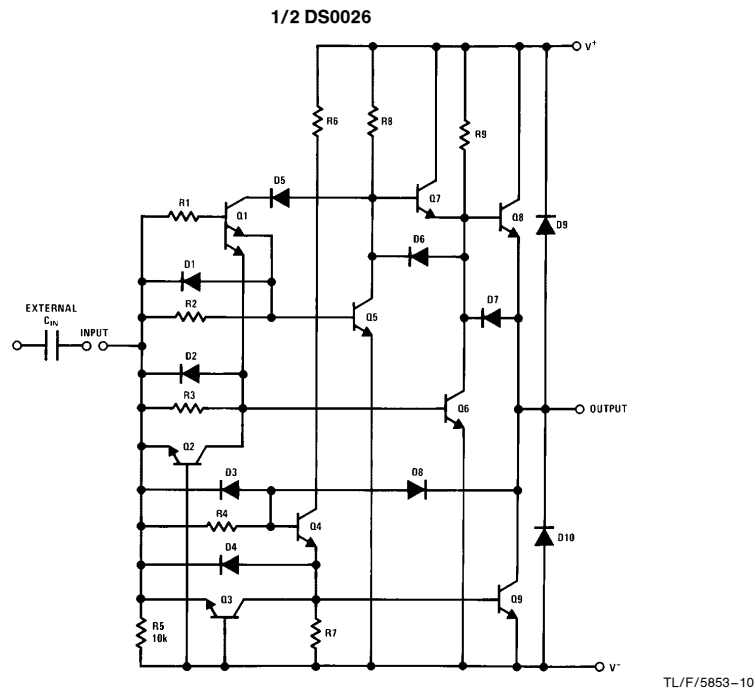 1/2 DS0026
V+
R6
R8
R9
D5
Q7
R1
Q1
Q8
D9
D6
D1
R2
D7
EXTERNAL
CIN
INPUT
Q5
D2
R3
Q6
OUTPUT
Q2
D3
D8
R4
Q4
D4
D10
Q3
Q9
R5
10k
R7
V-
TL/F/5853-10